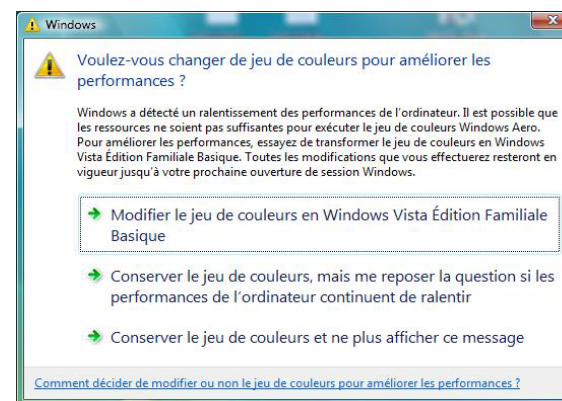 Windows
Voulez-vous changer de jeu de couleurs pour améliorer les
performances ?
Windows a détecté un ralentissement des performances de l'ordinateur. Il est possible que
les ressources ne soient pas suffisantes pour exécuter le jeu de couleurs Windows Aero.
Pour améliorer les performances, essayez de transformer le jeu de couleurs en Windows
Vista Édition Familiale Basique. Toutes les modifications que vous effectuerez resteront en
vigueur jusqu'à votre prochaine ouverture de session Windows.
Modifier le jeu de couleurs en Windows Vista Édition Familiale
Basique
Conserver le jeu de couleurs, mais me reposer la question si les
performances de l'ordinateur continuent de ralentir
Conserver le jeu de couleurs et ne plus afficher ce message
Comment décider de modifier ou non le jeu de couleurs pour améliorer les performances ?